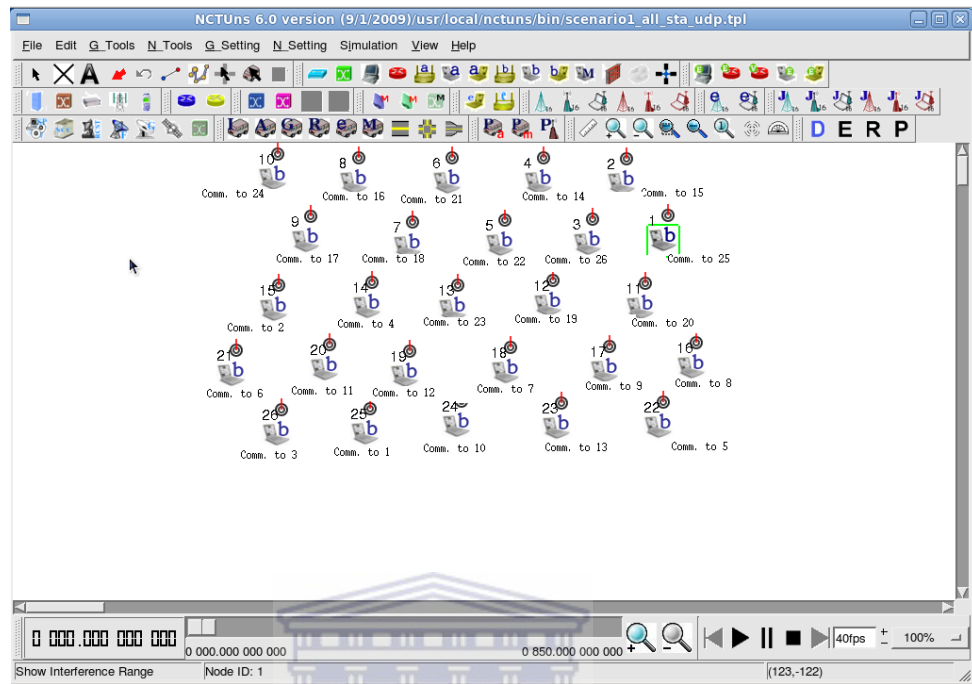 NCTUns 6.0 version (9/1/2009)/usr/local/nctuns/bin/scenario1_all_sta_udp.tpl
File Edit G_Tools N_Tools G_Setting N_Setting Simulation View Help
D E R P
10 8 6 4 2
b b b b b
Comm. to 24 Comm. to 16 Comm. to 21 Comm. to 14 Comm. to 15
9 7 5 3 1
b b b b b
Comm. to 17 Comm. to 18 Comm. to 22 Comm. to 26 Comm. to 25
15 14 13 12 11
b b b b b
Comm. to 2 Comm. to 4 Comm. to 23 Comm. to 19 Comm. to 20
21 20 19 18 17 16
b b b b b b
Comm. to 6 Comm. to 11 Comm. to 12 Comm. to 7 Comm. to 9 Comm. to 8
26 25 24 23 22
b b b b b
Comm. to 3 Comm. to 1 Comm. to 10 Comm. to 13 Comm. to 5
0 000.000 000 000
0 000.000 000 000 0 850.000 000 000
40fps 100%
Show Interference Range Node ID: 1 (123,-122)